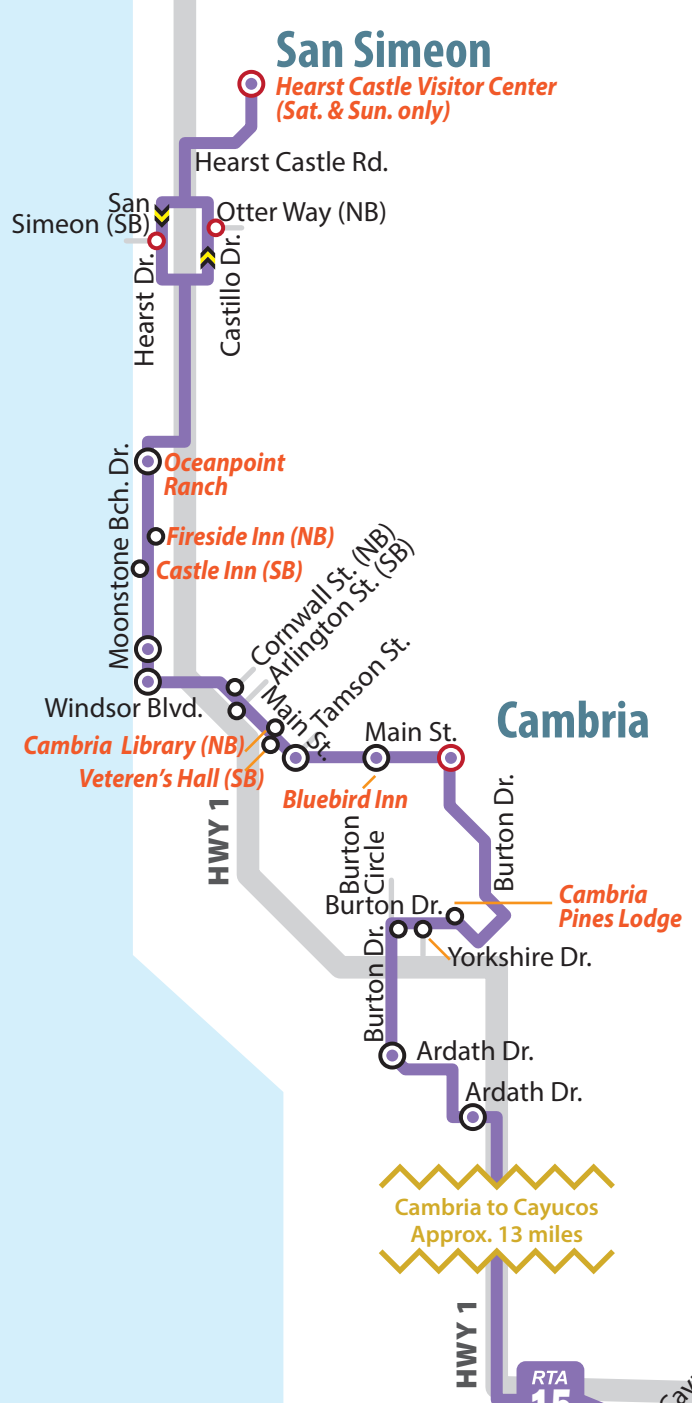 San Simeon
Hearst Castle Visitor Center
(Sat. & Sun. only)
Hearst Castle Rd.
San
Simeon (SB)
Otter Way (NB)
Hearst Dr.
Castillo Dr.
Oceanpoint
Ranch
Moonstone Bch. Dr.
Fireside Inn (NB)
Castle Inn (SB)
Cornwall St. (NB)
Arlington St. (SB)
Tamson St.
Main St.
Windsor Blvd.
Cambria
Main St.
Cambria Library (NB)
Veteren's Hall (SB)
Bluebird Inn
HWY 1
Burton Dr.
Burton
Circle
Burton Dr.
Cambria
Pines Lodge
Yorkshire Dr.
Burton Dr.
Ardath Dr.
Ardath Dr.
Cambria to Cayucos
Approx. 13 miles
HWY 1
RTA
15